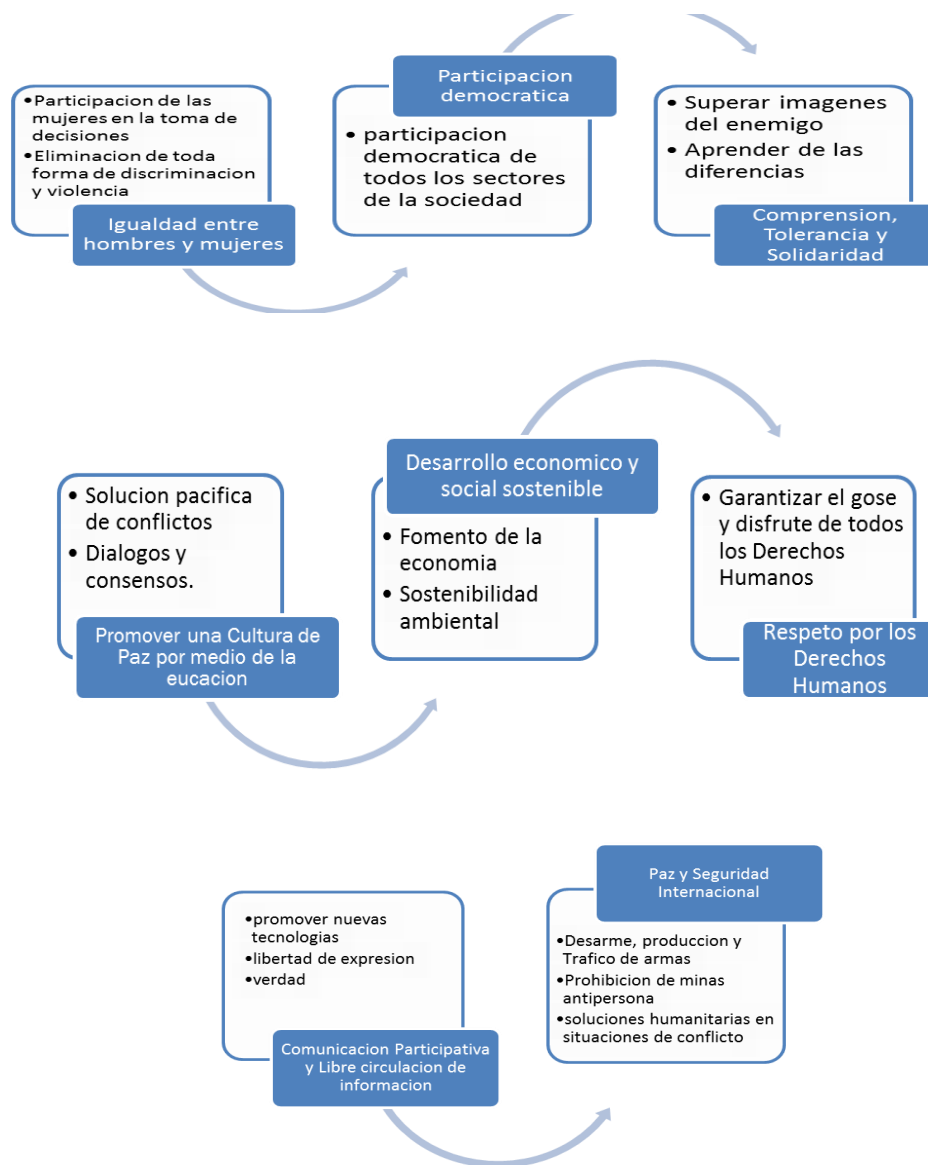 •Participacion de las
mujeres en la toma de
decisiones
•Eliminacion de toda
forma de discriminacion
y violencia
Igualdad entre
hombres y mujeres
Participacion
democratica
• participacion
democratica de
todos los sectores
de la sociedad
• Superar imagenes
del enemigo
• Aprender de las
diferencias
Comprension,
Tolerancia y
Solidaridad
• Solucion pacifica
de conflictos
• Dialogos y
consensos.
Promover una Cultura de
Paz por medio de la
eucacion
Desarrollo economico y
social sostenible
• Fomento de la
economia
• Sostenibilidad
ambiental
• Garantizar el gose
y disfrute de todos
los Derechos
Humanos
Respeto por los
Derechos
Humanos
•promover nuevas
tecnologias
•libertad de expresion
•verdad
Comunicacion Participativa
y Libre circulacion de
informacion
Paz y Seguridad
Internacional
•Desarme, produccion y
Trafico de armas
•Prohibicion de minas
antipersona
•soluciones humanitarias en
situaciones de conflicto